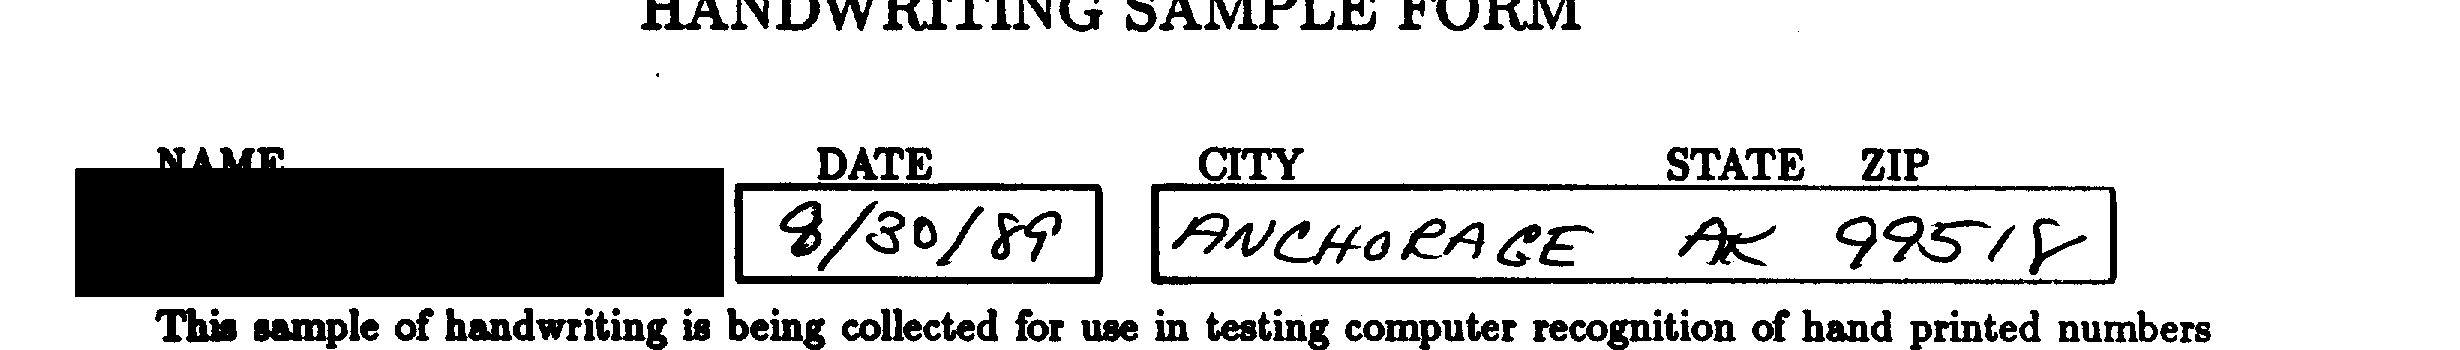 HANDWRITING SAMPLE FORM
NAME DATE CITY STATE ZIP
8/30/89 ANCHORAGE AK 99518
This sample of handwriting is being collected for use in testing computer recognition of hand printed numbers